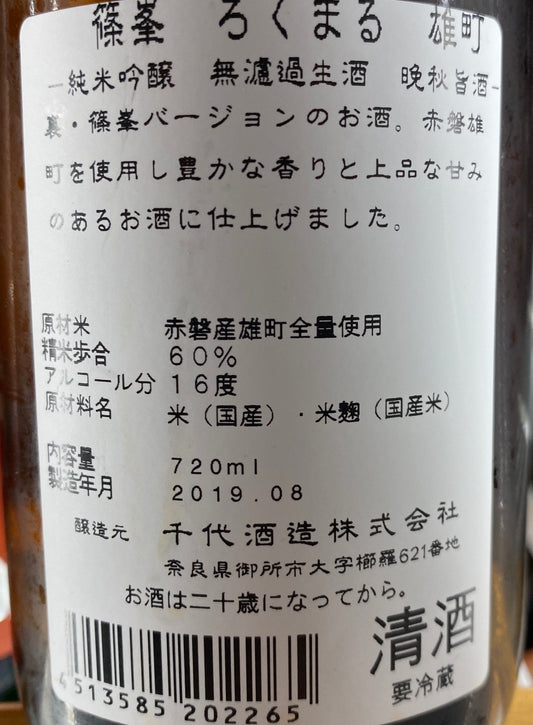 篠峯 ろくまる 雄町
―純米吟醸 無濾過生酒 晩秋旨酒―
裏・篠峯バージョンのお酒。赤磐雄
町を使用し豊かな香りと上品な甘み
のあるお酒に仕上げました。
原材米 赤磐産雄町全量使用
精米歩合 60%
アルコール分 16度
原材料名 米（国産）・米麹（国産米）
内容量 720ml
製造年月 2019.08
醸造元 千代酒造株式会社
奈良県御所市大字櫛羅621番地
お酒は二十歳になってから。
清酒
要冷蔵
4513585 202265